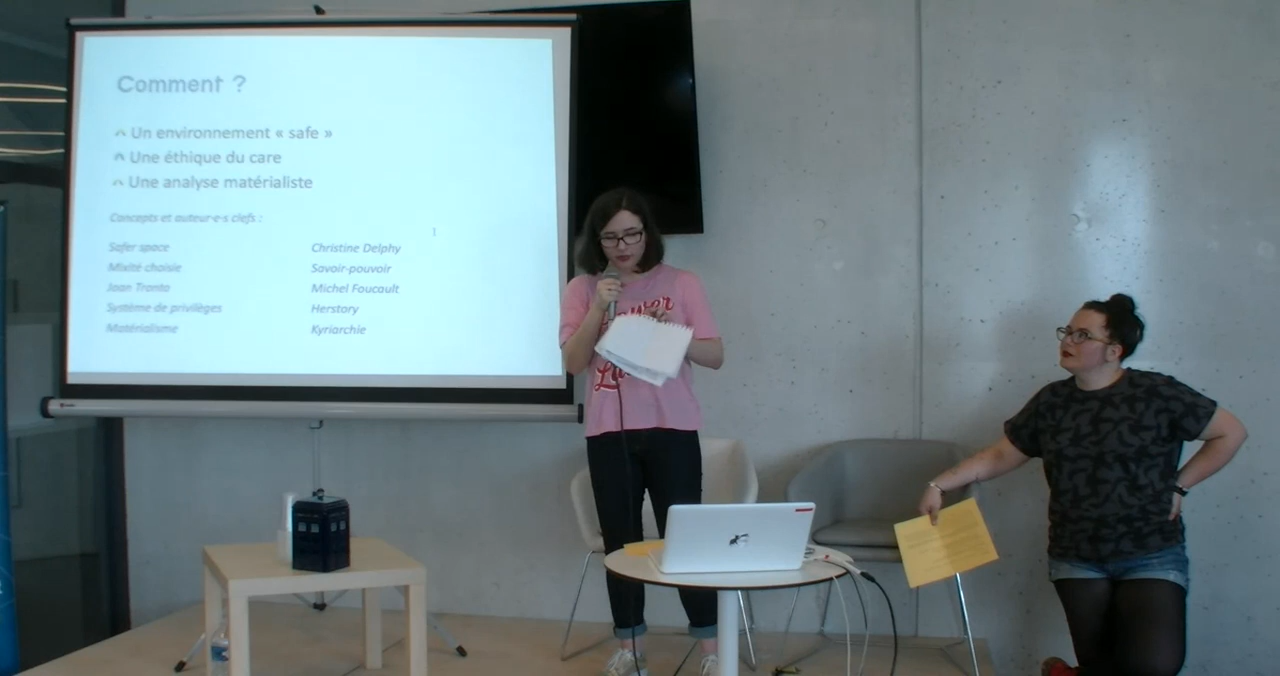 Comment ?
Un environnement « safe »
Une éthique du care
Une analyse matérialiste
Concepts et auteur·e·s clefs :
Safer space Christine Delphy
Mixité choisie Savoir-pouvoir
Joan Tronto Michel Foucault
Système de privilèges Herstory
Matérialisme Kyriarchie